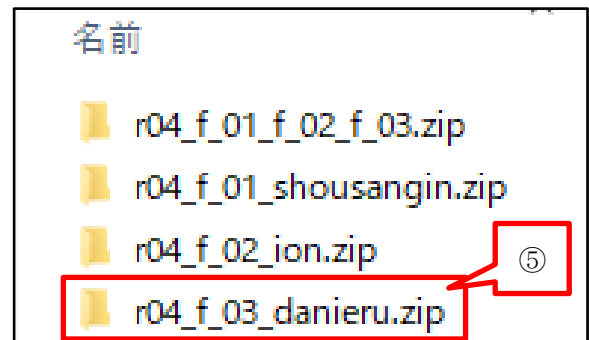 名前
r04_f_01_f_02_f_03.zip
r04_f_01_shousangin.zip
r04_f_02_ion.zip
⑤
r04_f_03_danieru.zip